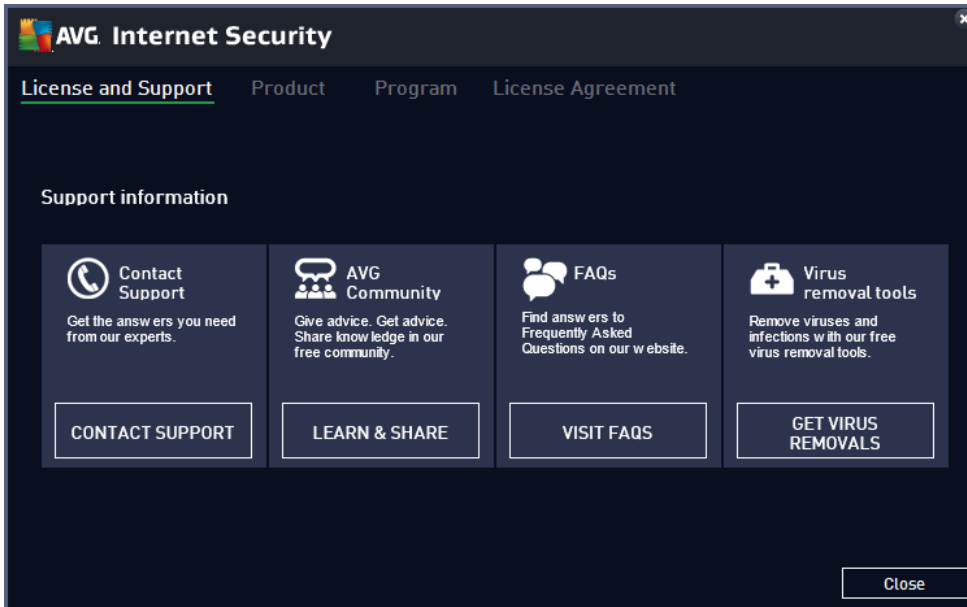 AVG Internet Security
License and Support Product Program License Agreement
Support information
Contact
Support
Get the answers you need
from our experts.
CONTACT SUPPORT
AVG
Community
Give advice. Get advice.
Share knowledge in our
free community.
LEARN & SHARE
FAQs
Find answers to
Frequently Asked
Questions on our website.
VISIT FAQS
Virus
removal tools
Remove viruses and
infections with our free
virus removal tools.
GET VIRUS
REMOVALS
Close